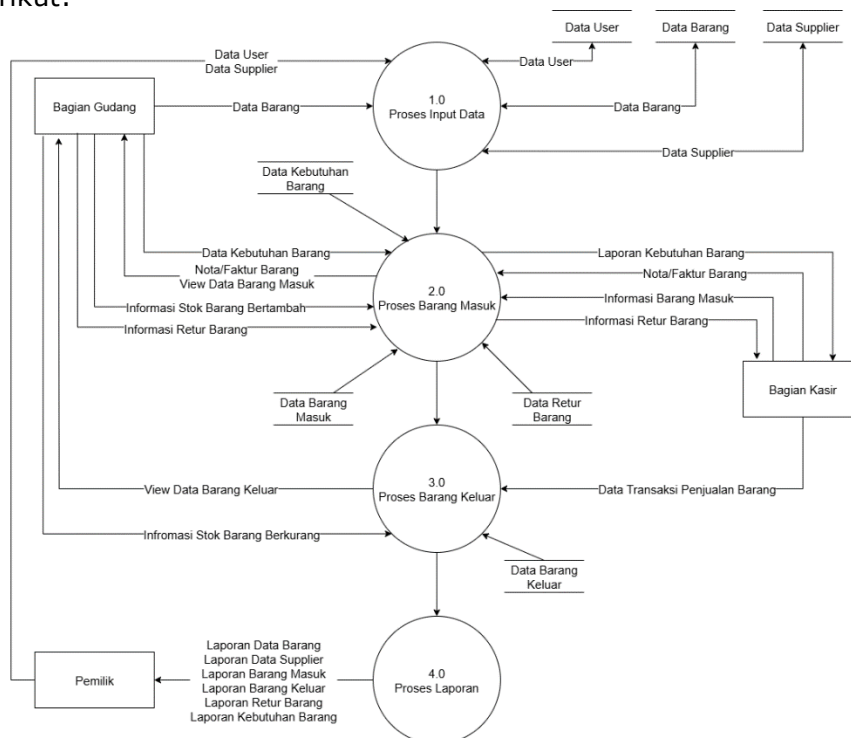 rikut:
Data User
Data Barang
Data Supplier
Data User
Data Supplier
Data User
Bagian Gudang
Data Barang
1.0
Proses Input Data
Data Barang
Data Supplier
Data Kebutuhan
Barang
Data Kebutuhan Barang
Nota/Faktur Barang
View Data Barang Masuk
Informasi Stok Barang Bertambah
Informasi Retur Barang
2.0
Proses Barang Masuk
Laporan Kebutuhan Barang
Nota/Faktur Barang
Informasi Barang Masuk
Informasi Retur Barang
Bagian Kasir
Data Barang
Masuk
Data Retur
Barang
View Data Barang Keluar
3.0
Proses Barang Keluar
Data Transaksi Penjualan Barang
Infromasi Stok Barang Berkurang
Data Barang
Keluar
Pemilik
Laporan Data Barang
Laporan Data Supplier
Laporan Barang Masuk
Laporan Barang Keluar
Laporan Retur Barang
Laporan Kebutuhan Barang
4.0
Proses Laporan